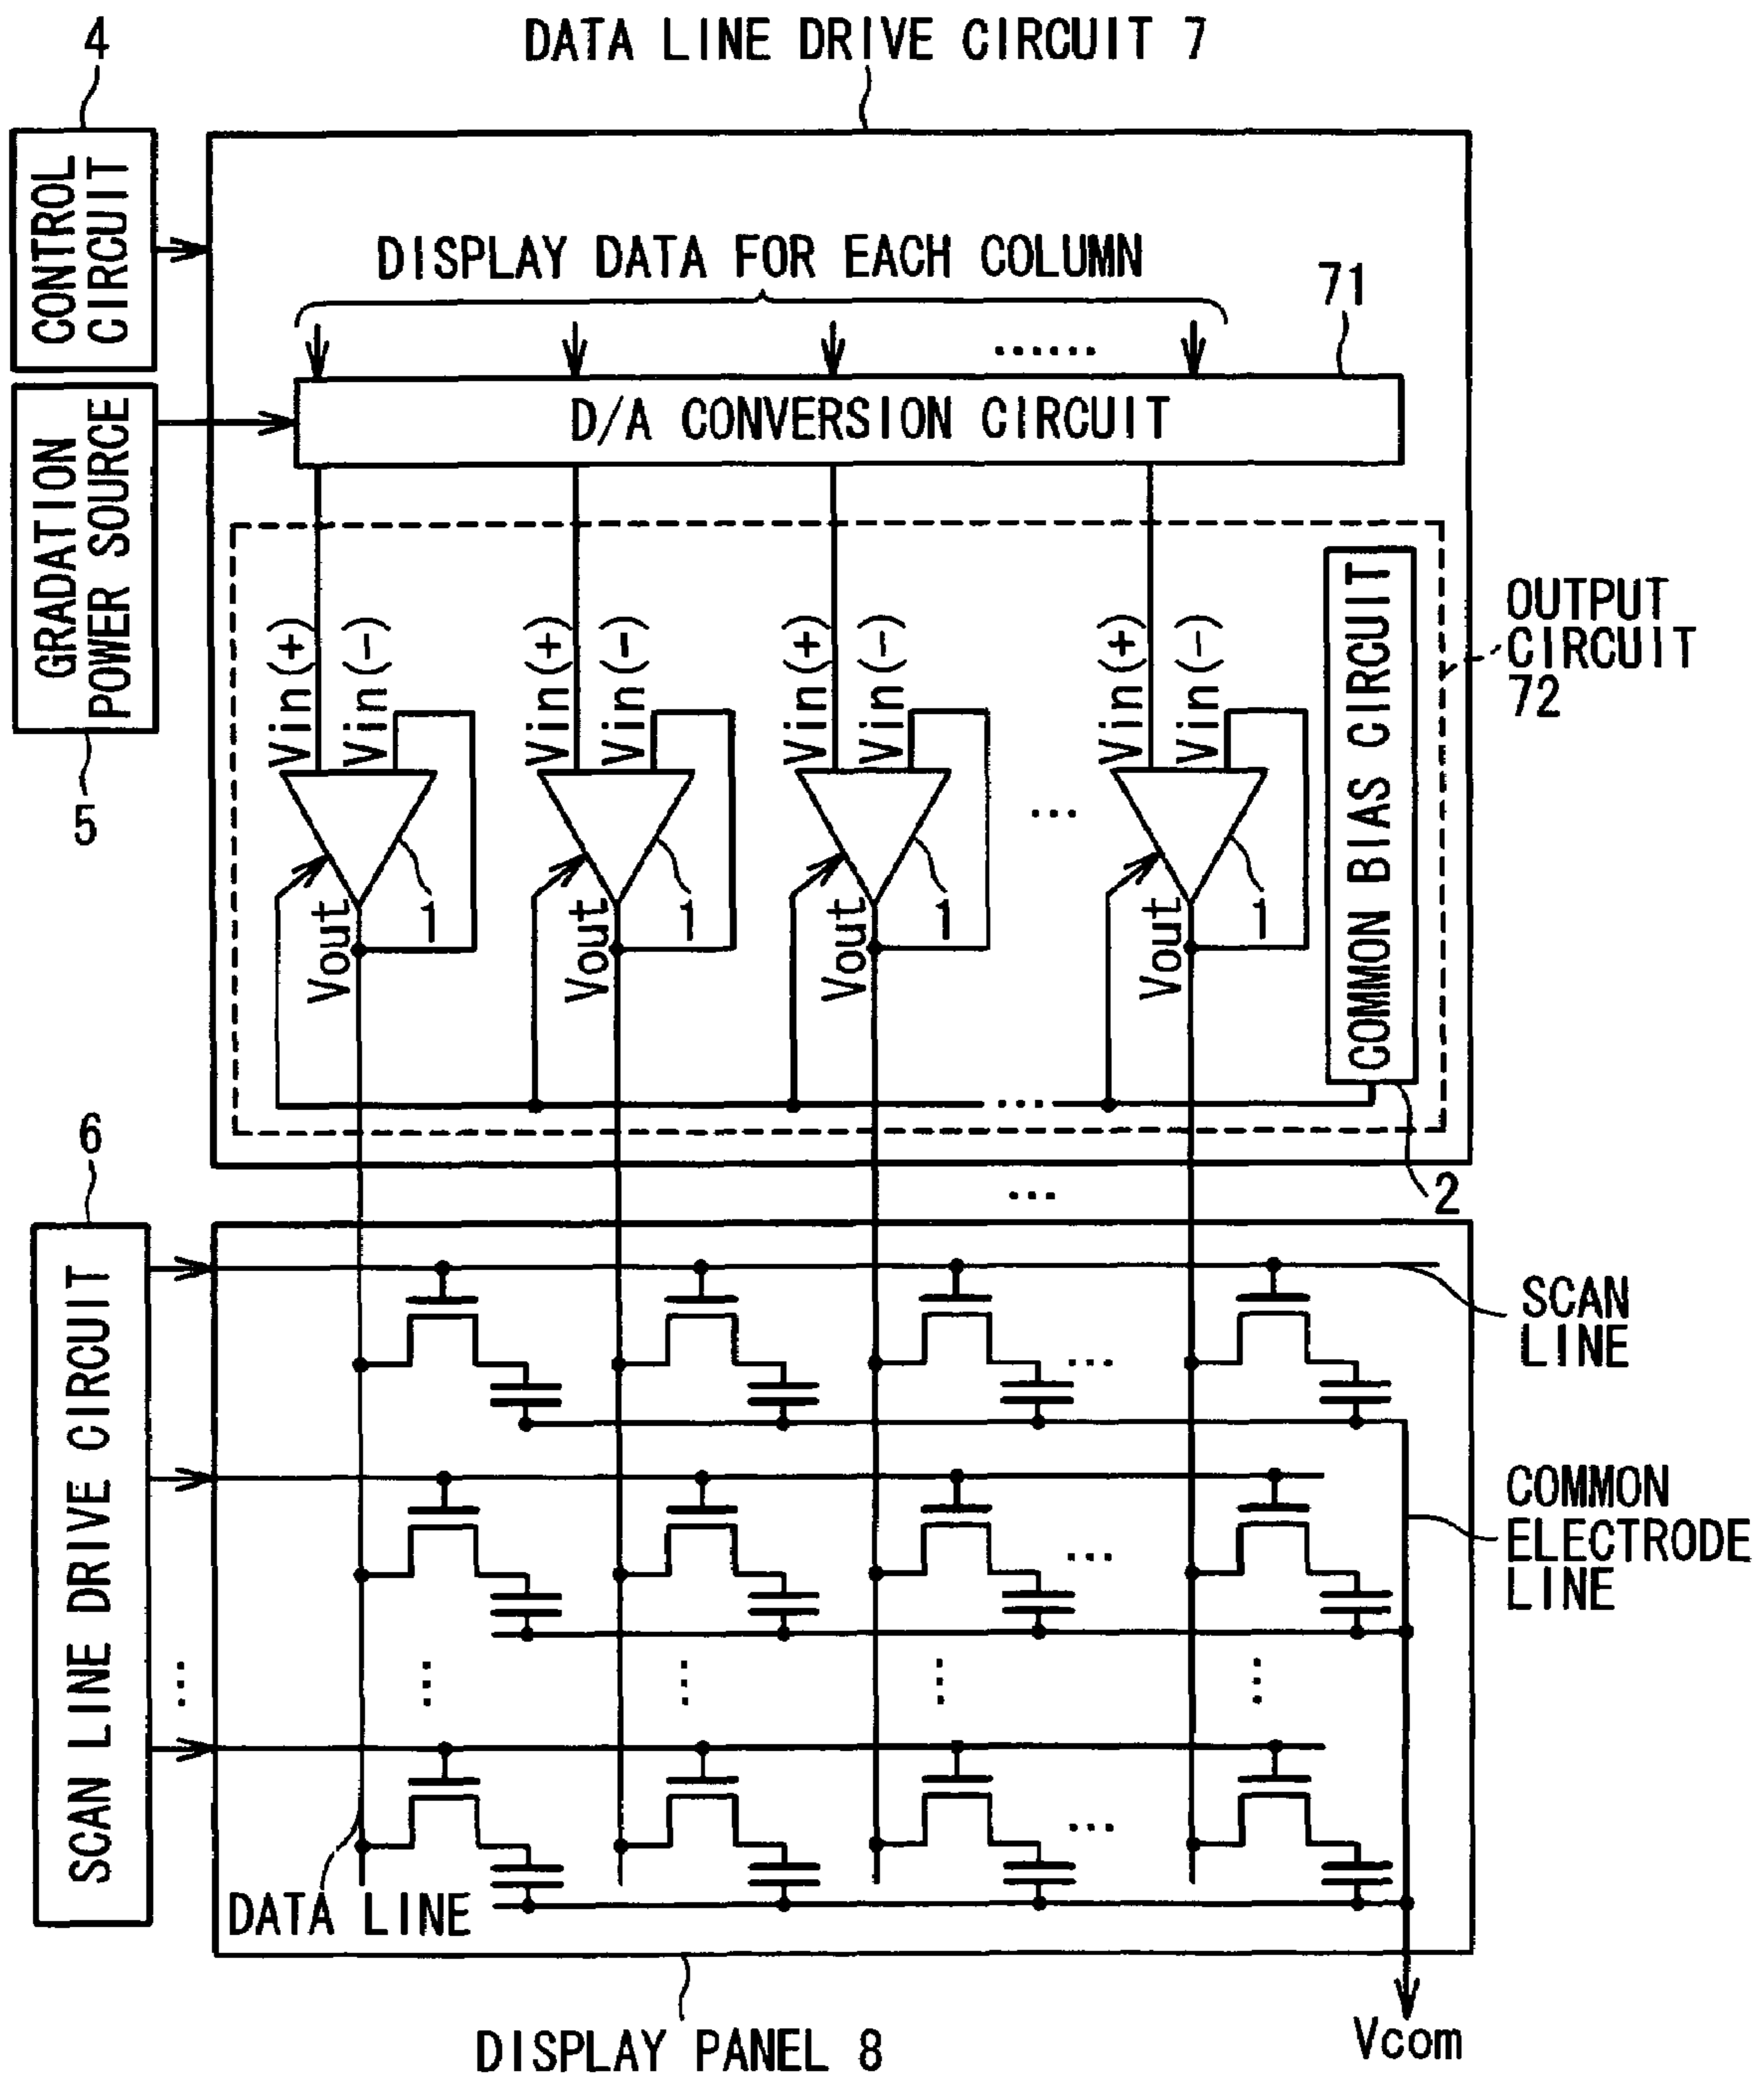 DATA LINE DRIVE CIRCUIT 7
4
CONTROL
CIRCUIT
DISPLAY DATA FOR EACH COLUMN
......
71
D/A CONVERSION CIRCUIT
GRADATION
POWER SOURCE
5
Vin(+)
Vin(-)
Vin(+)
Vin(-)
Vin(+)
Vin(-)
Vin(+)
Vin(-)
COMMON BIAS CIRCUIT
OUTPUT
CIRCUIT
72
...
1
1
1
1
Vout
Vout
Vout
Vout
...
2
...
6
SCAN LINE DRIVE CIRCUIT
SCAN
LINE
...
COMMON
ELECTRODE
LINE
...
...
...
...
...
...
...
DATA LINE
DISPLAY PANEL 8
Vcom